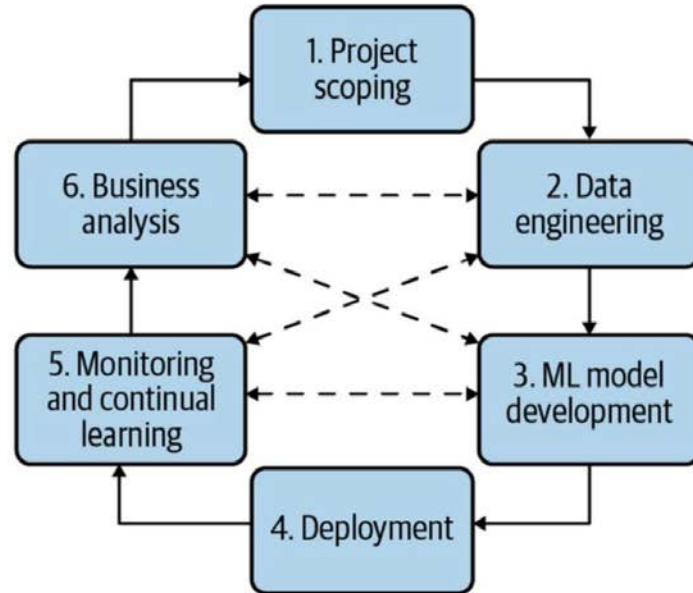 1. Project
scoping
2. Data
engineering
3. ML model
development
4. Deployment
5. Monitoring
and continual
learning
6. Business
analysis